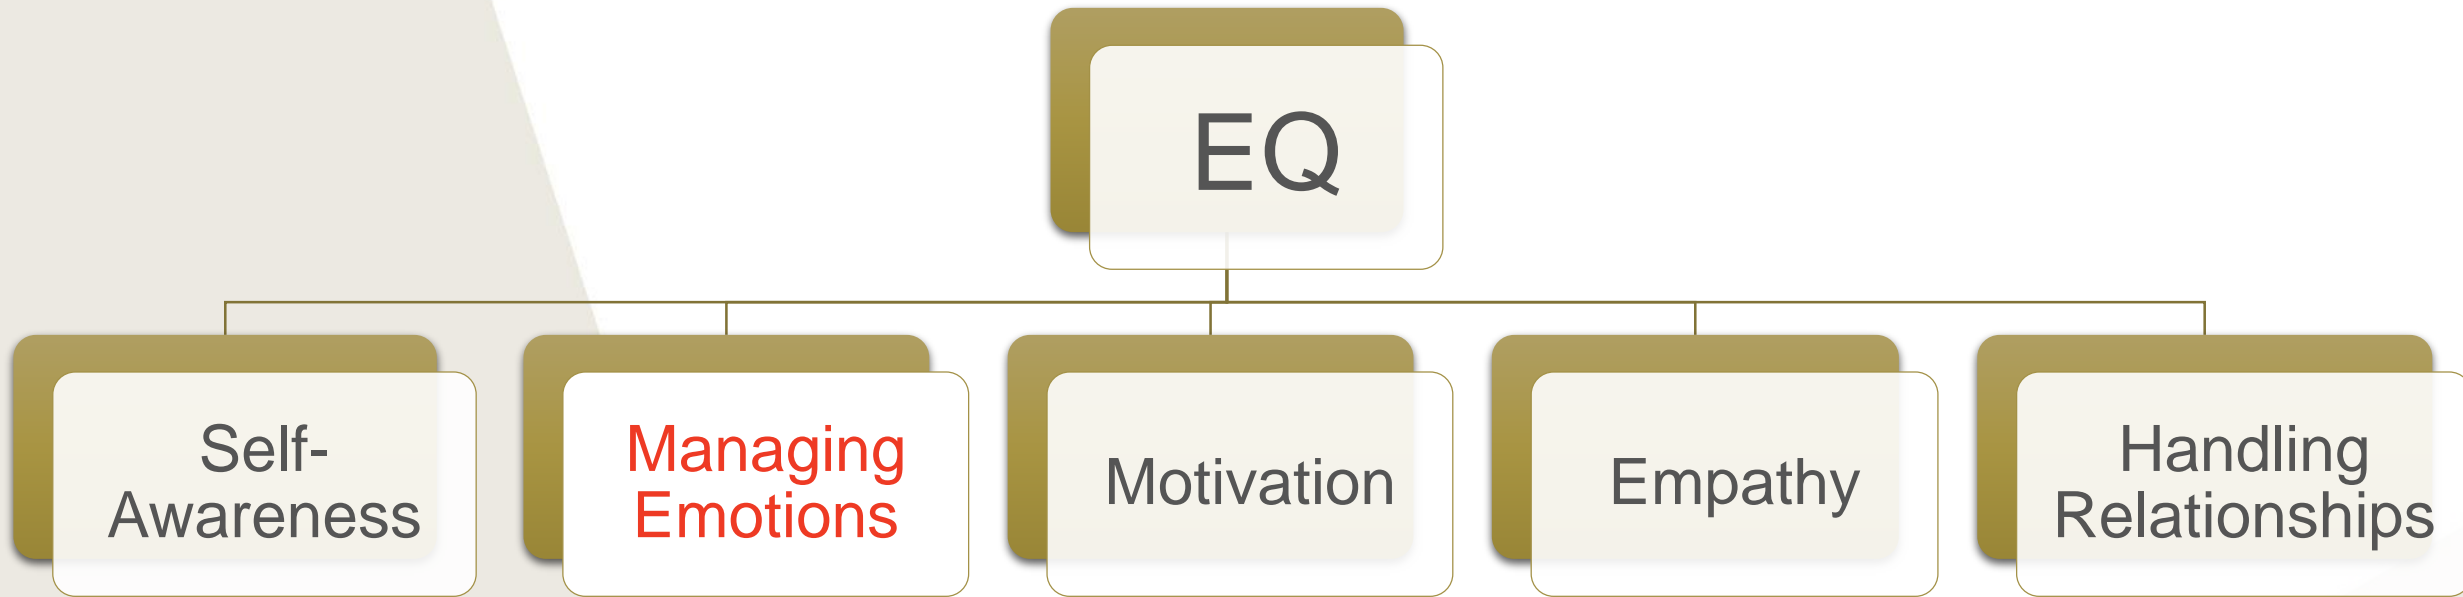 EQ
Self-
Awareness
Managing
Emotions
Motivation
Empathy
Handling
Relationships